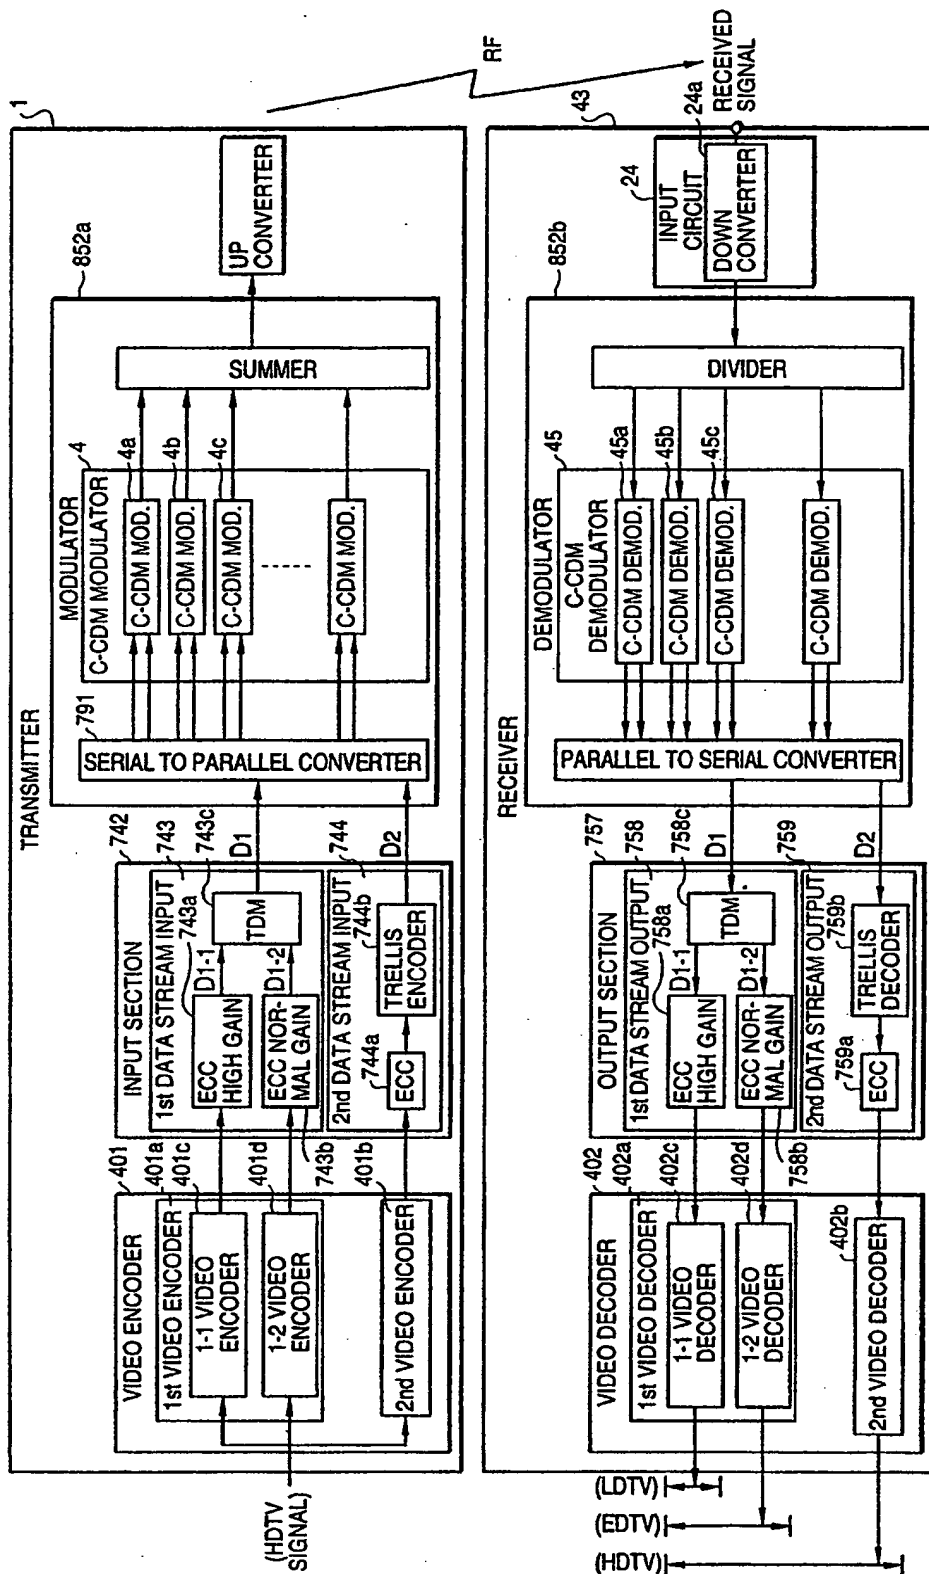 TRANSMITTER
1
VIDEO ENCODER
401
1st VIDEO ENCODER
401a
1-1 VIDEO
ENCODER
401c
1-2 VIDEO
ENCODER
401d
2nd VIDEO ENCODER
401b
(HDTV
SIGNAL)
INPUT SECTION
742
1st DATA STREAM INPUT
743
ECC
HIGH GAIN
743a
ECC NOR-
MAL GAIN
743b
D1-1
D1-2
TDM
743c
2nd DATA STREAM INPUT
744
ECC
744a
TRELLIS
ENCODER
744b
D1
D2
SERIAL TO PARALLEL CONVERTER
791
MODULATOR
C-CDM MODULATOR
4
C-CDM MOD.
4a
C-CDM MOD.
4b
C-CDM MOD.
4c
C-CDM MOD.
SUMMER
852a
UP
CONVERTER
RF
RECEIVER
43
RECEIVED
SIGNAL
INPUT
CIRCUIT
24
DOWN
CONVERTER
24a
852b
DIVIDER
DEMODULATOR
C-CDM
DEMODULATOR
45
C-CDM DEMOD.
45a
C-CDM DEMOD.
45b
C-CDM DEMOD.
45c
C-CDM DEMOD.
PARALLEL TO SERIAL CONVERTER
D1
D2
OUTPUT SECTION
757
1st DATA STREAM OUTPUT
758
TDM
758c
D1-1
D1-2
ECC
HIGH GAIN
758a
ECC NOR-
MAL GAIN
758b
2nd DATA STREAM OUTPUT
759
TRELLIS
DECODER
759b
ECC
759a
VIDEO DECODER
402
1st VIDEO DECODER
402a
1-1 VIDEO
DECODER
402c
1-2 VIDEO
DECODER
402d
2nd VIDEO DECODER
402b
(LDTV)
(EDTV)
(HDTV)